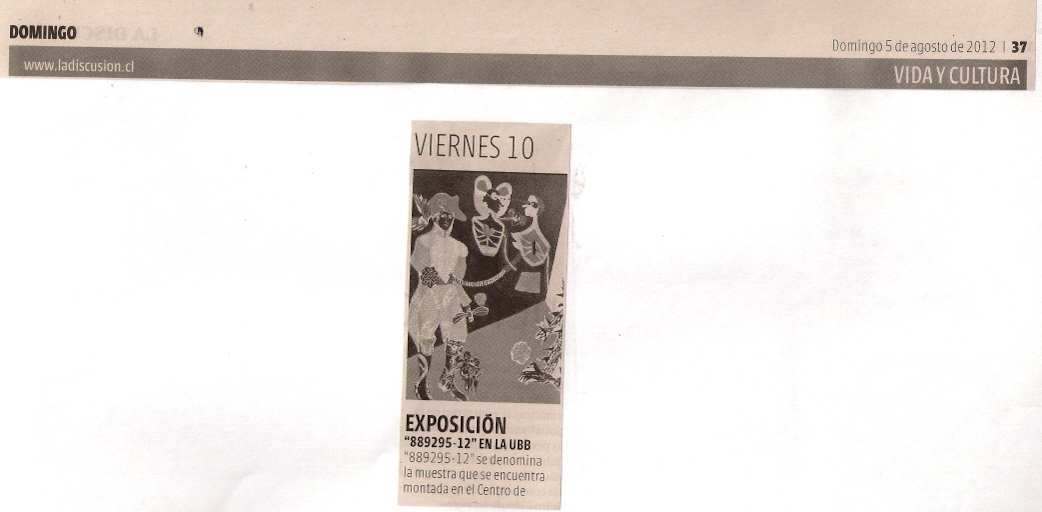 DOMINGO
Domingo 5 de agosto de 2012 | 37
www.ladiscusion.cl
VIDA Y CULTURA
VIERNES 10
EXPOSICIÓN
"889295-12" EN LA UBB
"889295-12" se denomina
la muestra que se encuentra
montada en el Centro de